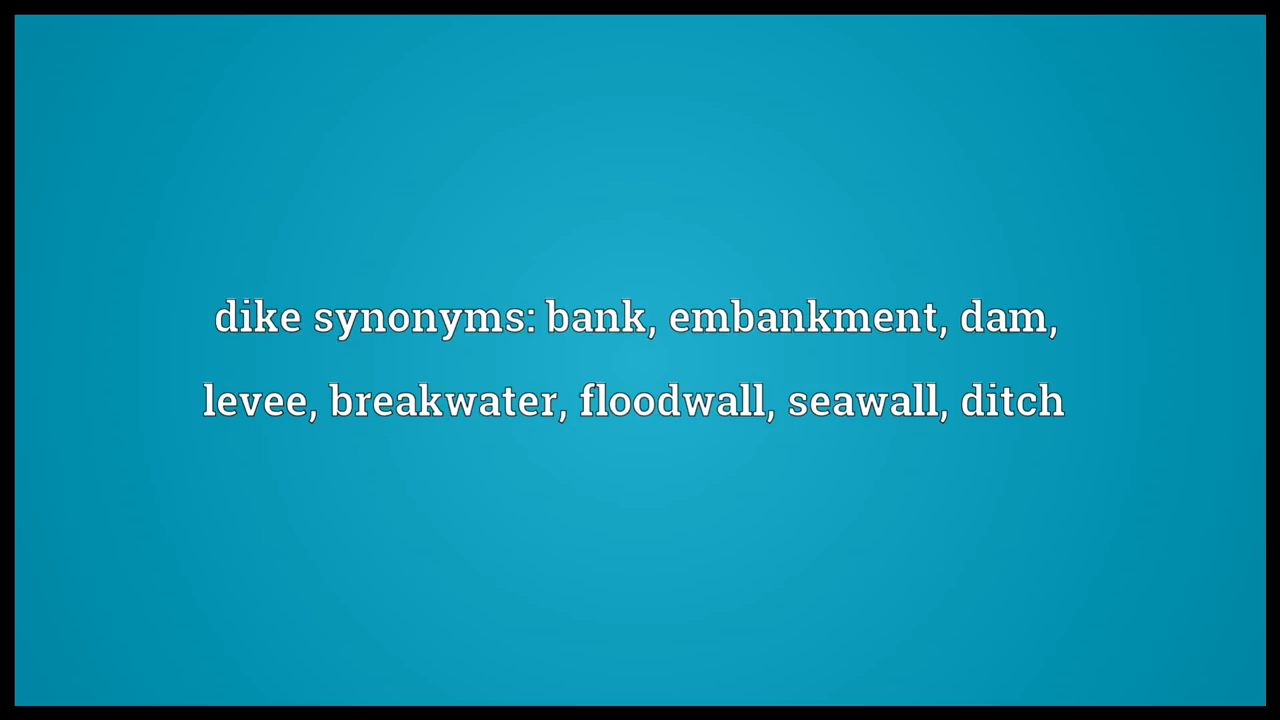 dike synonyms: bank, embankment, dam,
levee, breakwater, floodwall, seawall, ditch